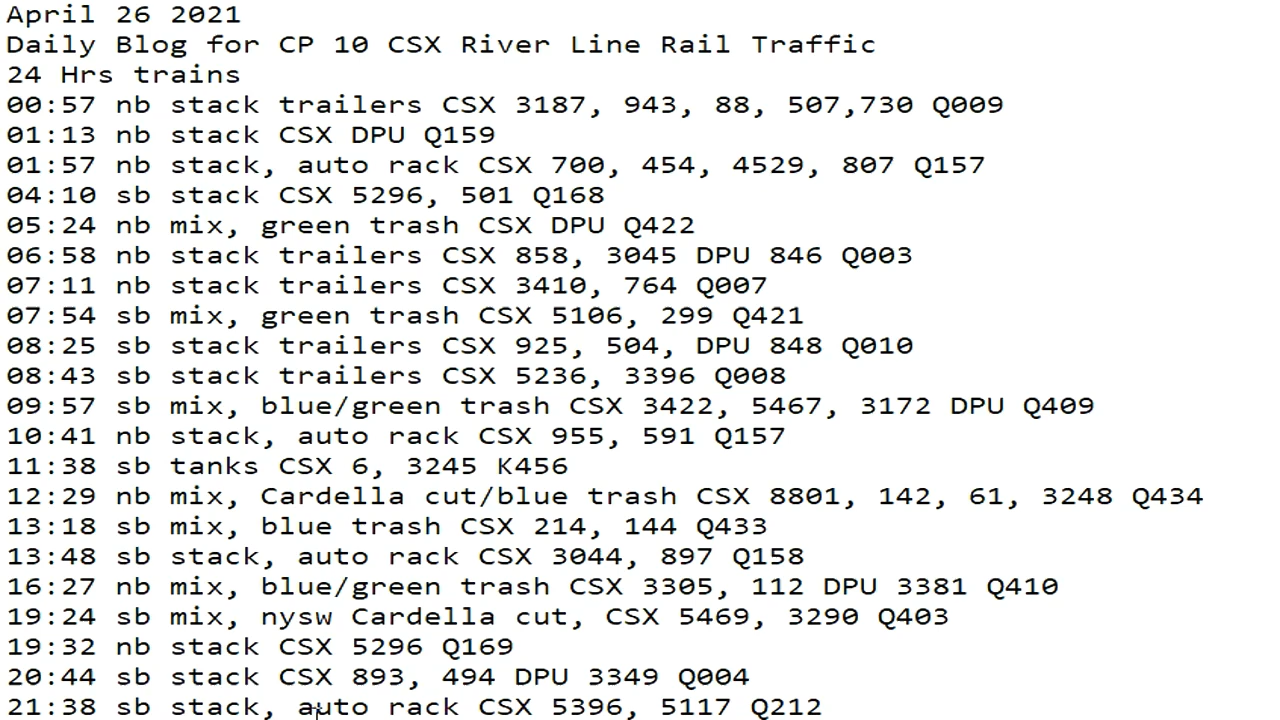 April 26 2021
Daily Blog for CP 10 CSX River Line Rail Traffic
24 Hrs trains
00:57 nb stack trailers CSX 3187, 943, 88, 507,730 Q009
01:13 nb stack CSX DPU Q159
01:57 nb stack, auto rack CSX 700, 454, 4529, 807 Q157
04:10 sb stack CSX 5296, 501 Q168
05:24 nb mix, green trash CSX DPU Q422
06:58 nb stack trailers CSX 858, 3045 DPU 846 Q003
07:11 nb stack trailers CSX 3410, 764 Q007
07:54 sb mix, green trash CSX 5106, 299 Q421
08:25 sb stack trailers CSX 925, 504, DPU 848 Q010
08:43 sb stack trailers CSX 5236, 3396 Q008
09:57 sb mix, blue/green trash CSX 3422, 5467, 3172 DPU Q409
10:41 nb stack, auto rack CSX 955, 591 Q157
11:38 sb tanks CSX 6, 3245 K456
12:29 nb mix, Cardella cut/blue trash CSX 8801, 142, 61, 3248 Q434
13:18 sb mix, blue trash CSX 214, 144 Q433
13:48 sb stack, auto rack CSX 3044, 897 Q158
16:27 nb mix, blue/green trash CSX 3305, 112 DPU 3381 Q410
19:24 sb mix, nysw Cardella cut, CSX 5469, 3290 Q403
19:32 nb stack CSX 5296 Q169
20:44 sb stack CSX 893, 494 DPU 3349 Q004
21:38 sb stack, auto rack CSX 5396, 5117 Q212